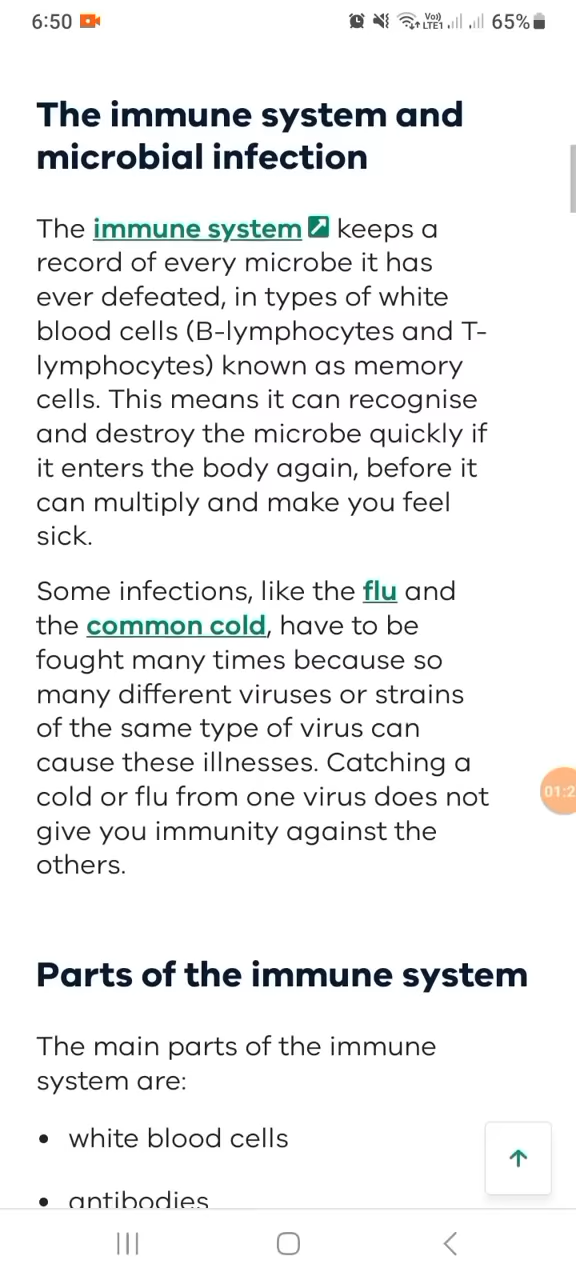 6:50
Vo)) LTE1 65%
The immune system and
microbial infection
The immune system keeps a
record of every microbe it has
ever defeated, in types of white
blood cells (B-lymphocytes and T-
lymphocytes) known as memory
cells. This means it can recognise
and destroy the microbe quickly if
it enters the body again, before it
can multiply and make you feel
sick.
Some infections, like the flu and
the common cold, have to be
fought many times because so
many different viruses or strains
of the same type of virus can
cause these illnesses. Catching a
01:2
cold or flu from one virus does not
give you immunity against the
others.
Parts of the immune system
The main parts of the immune
system are:
• white blood cells
• antibodies